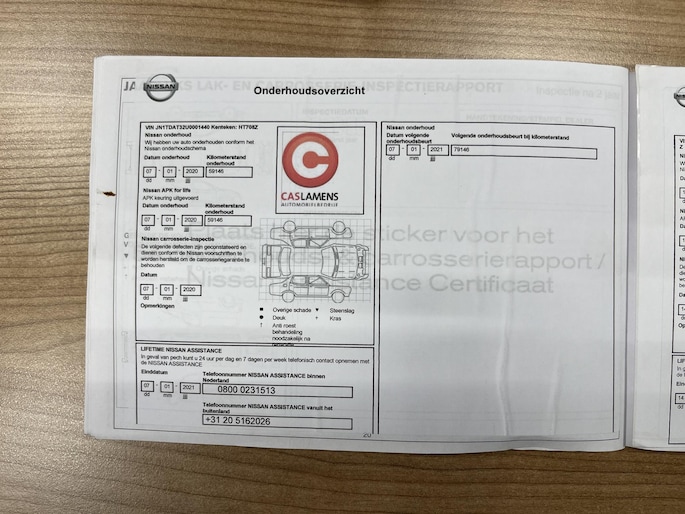 NISSAN
Onderhoudsoverzicht
VIN JN1TDAT32U0001440 Kenteken: HT708Z
Nissan onderhoud
Wij hebben uw auto onderhouden conform het
Nissan onderhoudschema
Datum onderhoud
Kilometerstand
onderhoud
07 - 01 - 2020
59146
dd mm jjjj
Nissan APK for life
APK keuring uitgevoerd
Datum onderhoud
Kilometerstand
onderhoud
07 - 01 - 2020
59146
dd mm jjjj
Nissan carrosserie-inspectie
De volgende defecten zijn geconstateerd en
dienen conform de Nissan voorschriften te
worden hersteld om de carrosseriegarantie te
behouden
Datum
07 - 01 - 2020
dd mm jjjj
Opmerkingen
CASLAMENS
AUTOMOBIELBEDRIJF
Overige schade
Steenslag
Deuk
Kras
Anti roest
behandeling
noodzakelijk na
LIFETIME NISSAN ASSISTANCE
In geval van pech kunt u 24 uur per dag en 7 dagen per week telefonisch contact opnemen met
de NISSAN ASSISTANCE
Einddatum
Telefoonnummer NISSAN ASSISTANCE binnen
Nederland
07 - 01 - 2021
0800 0231513
dd mm jjjj
Telefoonnummer NISSAN ASSISTANCE vanuit het
buitenland
+31 20 5162026
20
Nissan onderhoud
Datum volgende
onderhoudsbeurt
Volgende onderhoudsbeurt bij kilometerstand
07 - 01 - 2021
79146
dd mm jjjj